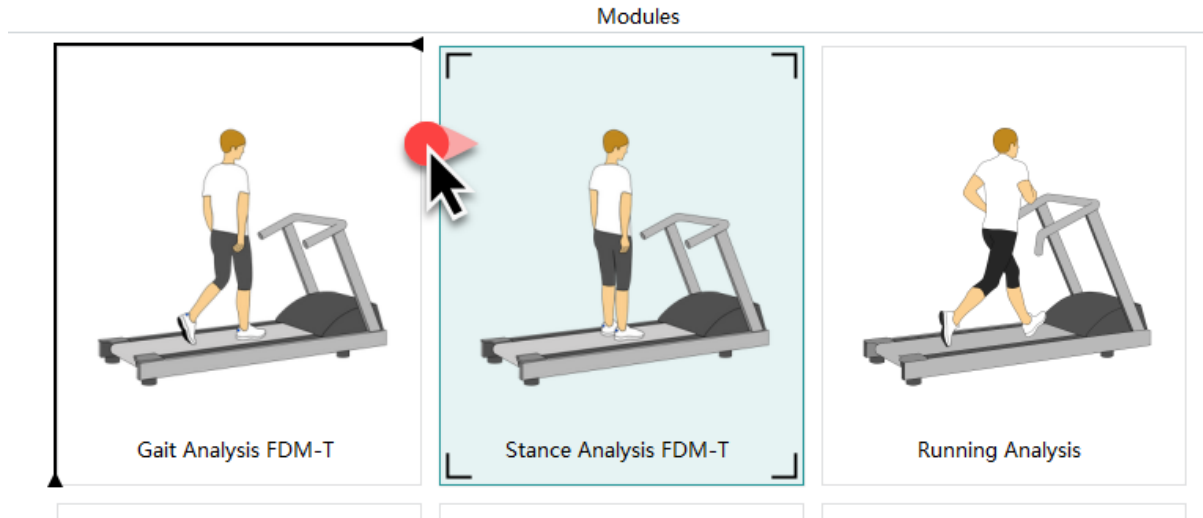 Modules
Gait Analysis FDM-T
Stance Analysis FDM-T
Running Analysis